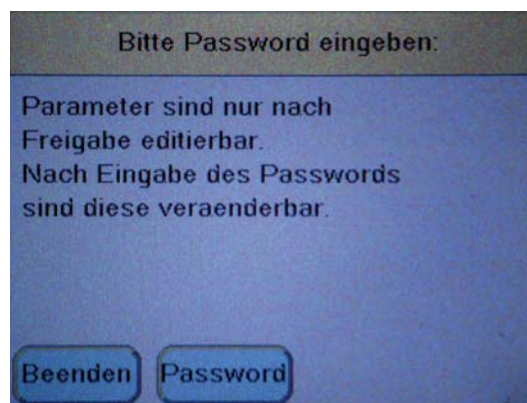 Bitte Password eingeben:
Parameter sind nur nach
Freigabe editierbar.
Nach Eingabe des Passwords
sind diese veraenderbar.
Beenden Password